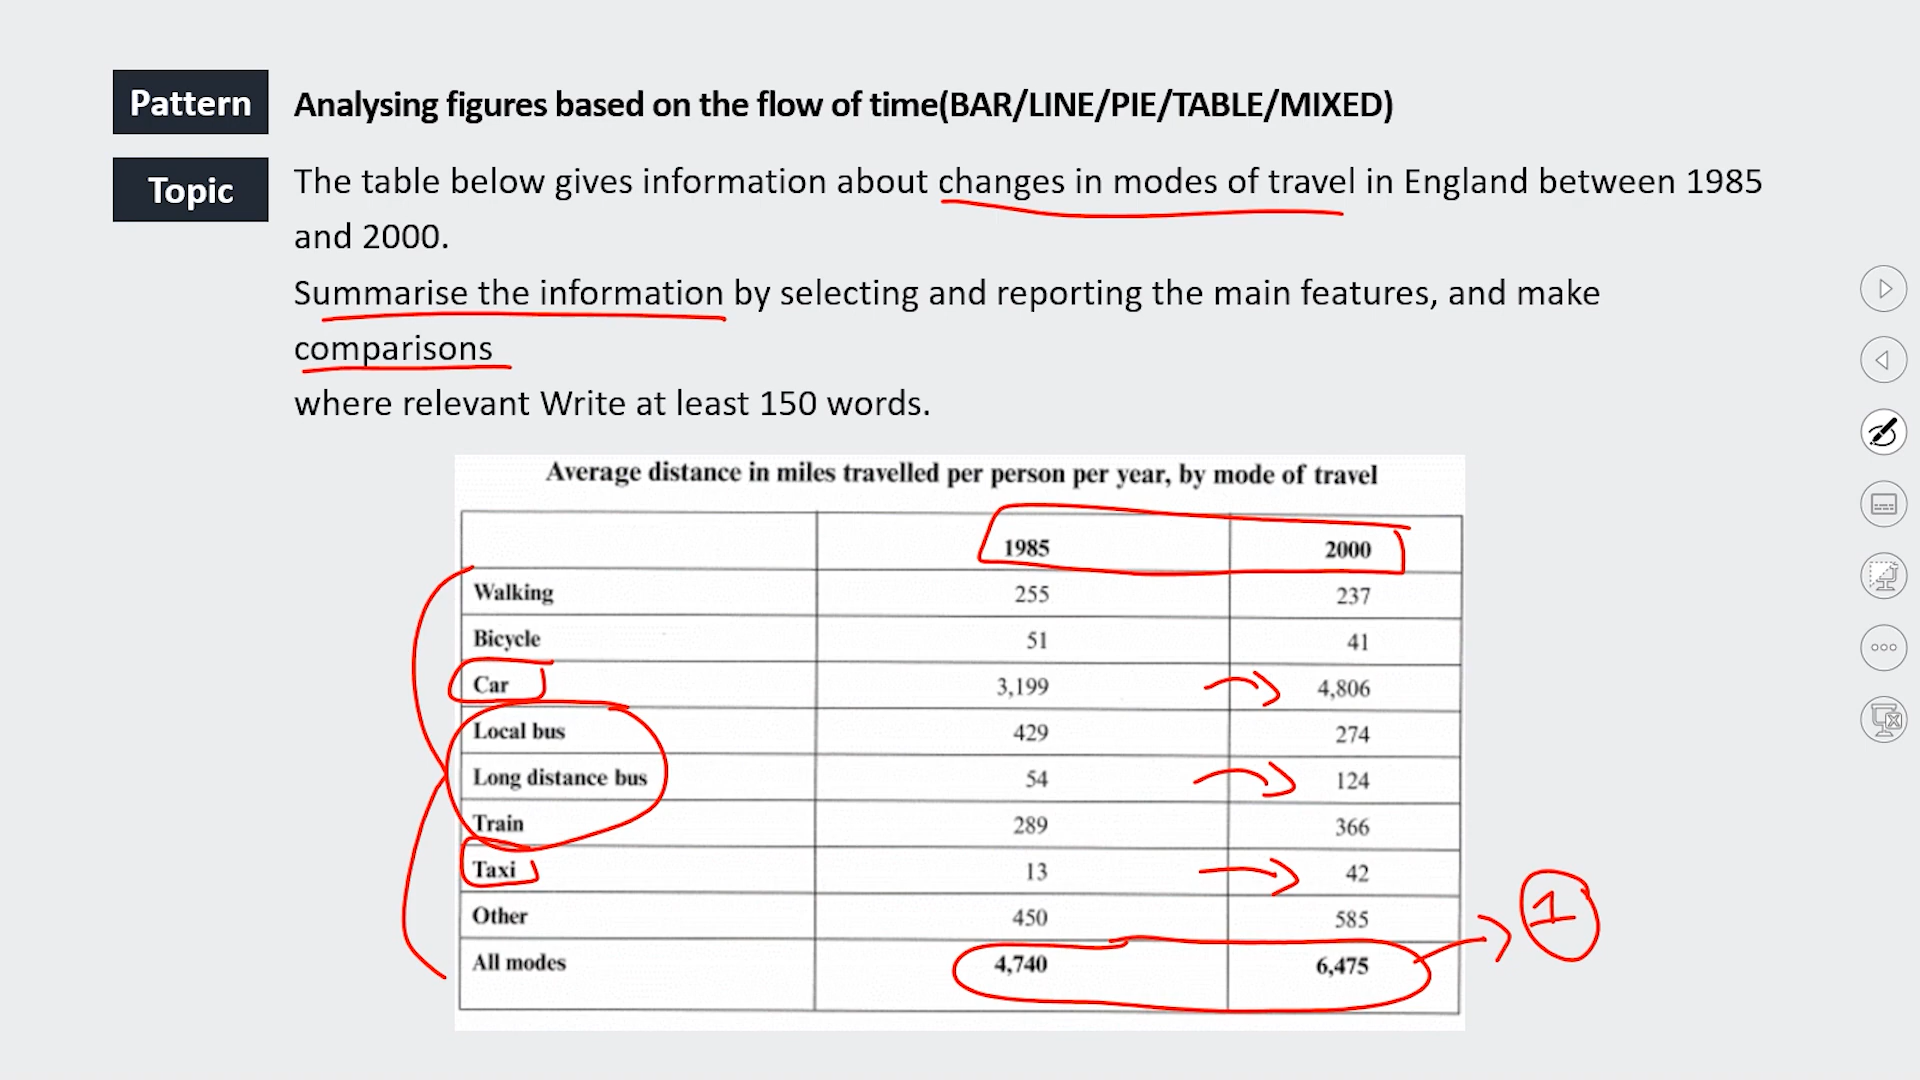 Pattern
Analysing figures based on the flow of time(BAR/LINE/PIE/TABLE/MIXED)
Topic
The table below gives information about changes in modes of travel in England between 1985
and 2000.
Summarise the information by selecting and reporting the main features, and make
comparisons
where relevant Write at least 150 words.
Average distance in miles travelled per person per year, by mode of travel
1985 2000
Walking 255 237
Bicycle 51 41
Car 3,199 4,806
Local bus 429 274
Long distance bus 54 124
Train 289 366
Taxi 13 42
Other 450 585
All modes 4,740 6,475
1